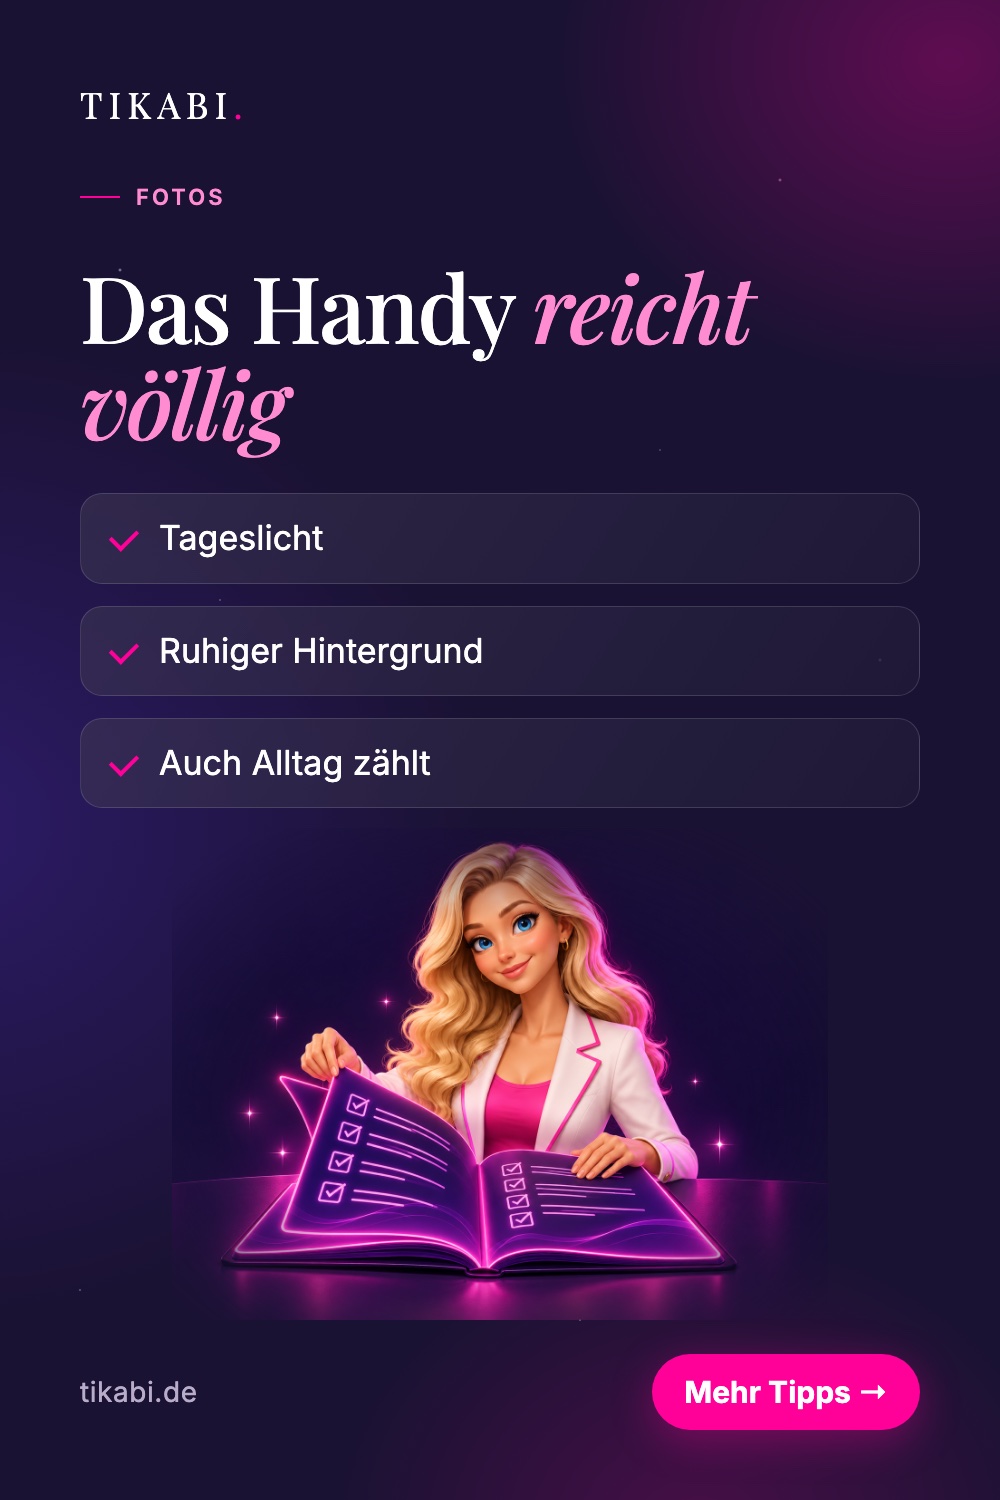 TIKABI.
FOTOS
Das Handy reicht
völlig
Tageslicht
Ruhiger Hintergrund
Auch Alltag zählt
tikabi.de
Mehr Tipps →